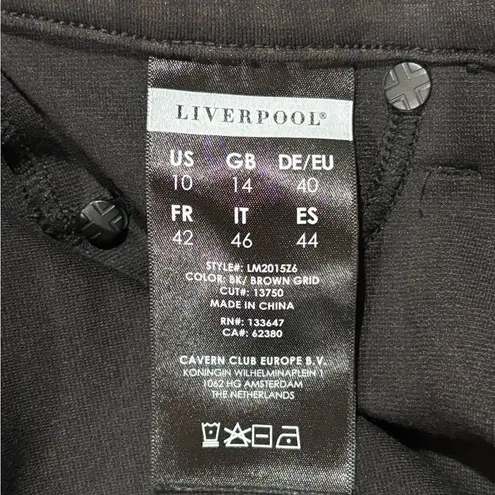 LIVERPOOL®
US GB DE/EU
10 14 40
FR IT ES
42 46 44
STYLE#: LM2015Z6
COLOR: BK/ BROWN GRID
CUT#: 13750
MADE IN CHINA
RN#: 133647
CA#: 62380
CAVERN CLUB EUROPE B.V.
KONINGIN WILHELMINAPLEIN 1
1062 HG AMSTERDAM
THE NETHERLANDS